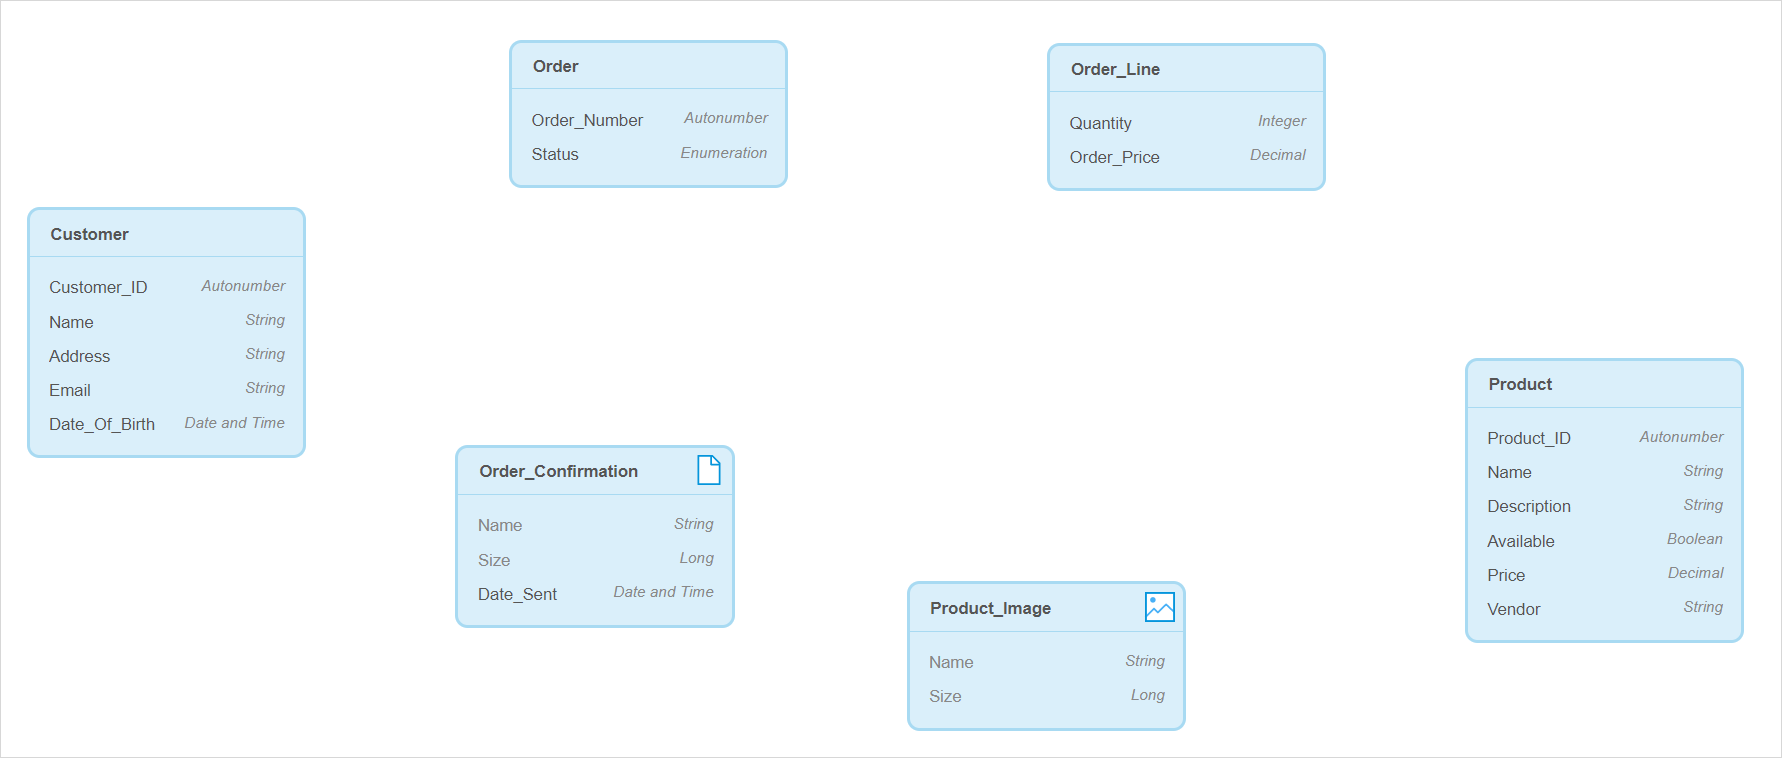 Order
Order_Number Autonumber
Status Enumeration
Order_Line
Quantity Integer
Order_Price Decimal
Customer
Customer_ID Autonumber
Name String
Address String
Email String
Date_Of_Birth Date and Time
Order_Confirmation
Name String
Size Long
Date_Sent Date and Time
Product_Image
Name String
Size Long
Product
Product_ID Autonumber
Name String
Description String
Available Boolean
Price Decimal
Vendor String